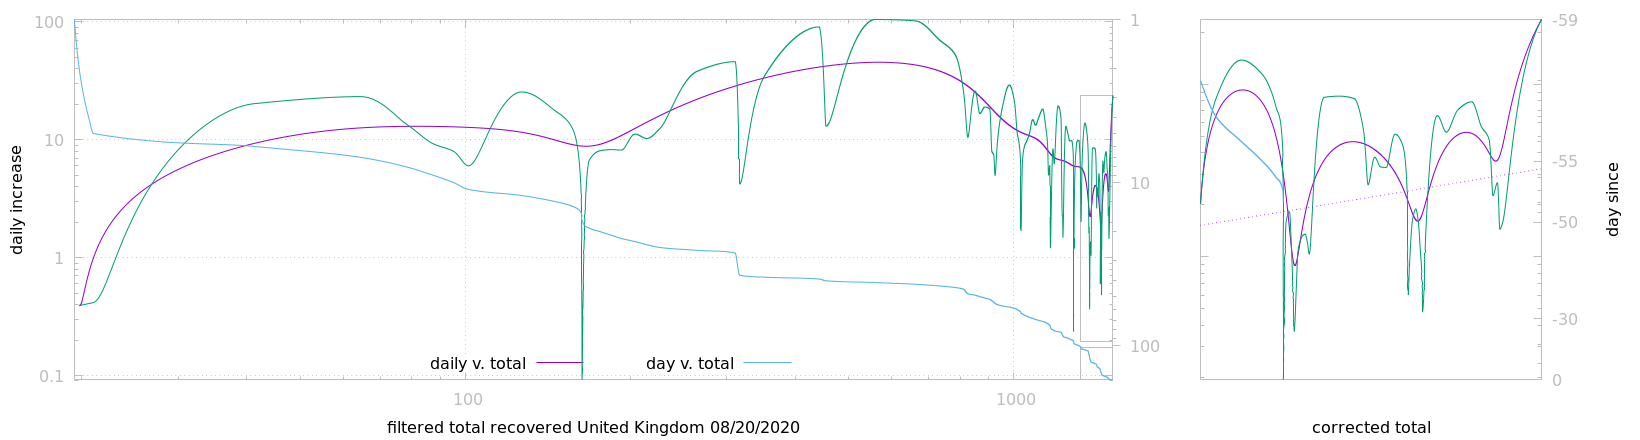 100
10
1
0.1
daily increase
100
1000
1
10
100
daily v. total
day v. total
filtered total recovered United Kingdom 08/20/2020
-59
-55
-50
-30
0
day since
corrected total